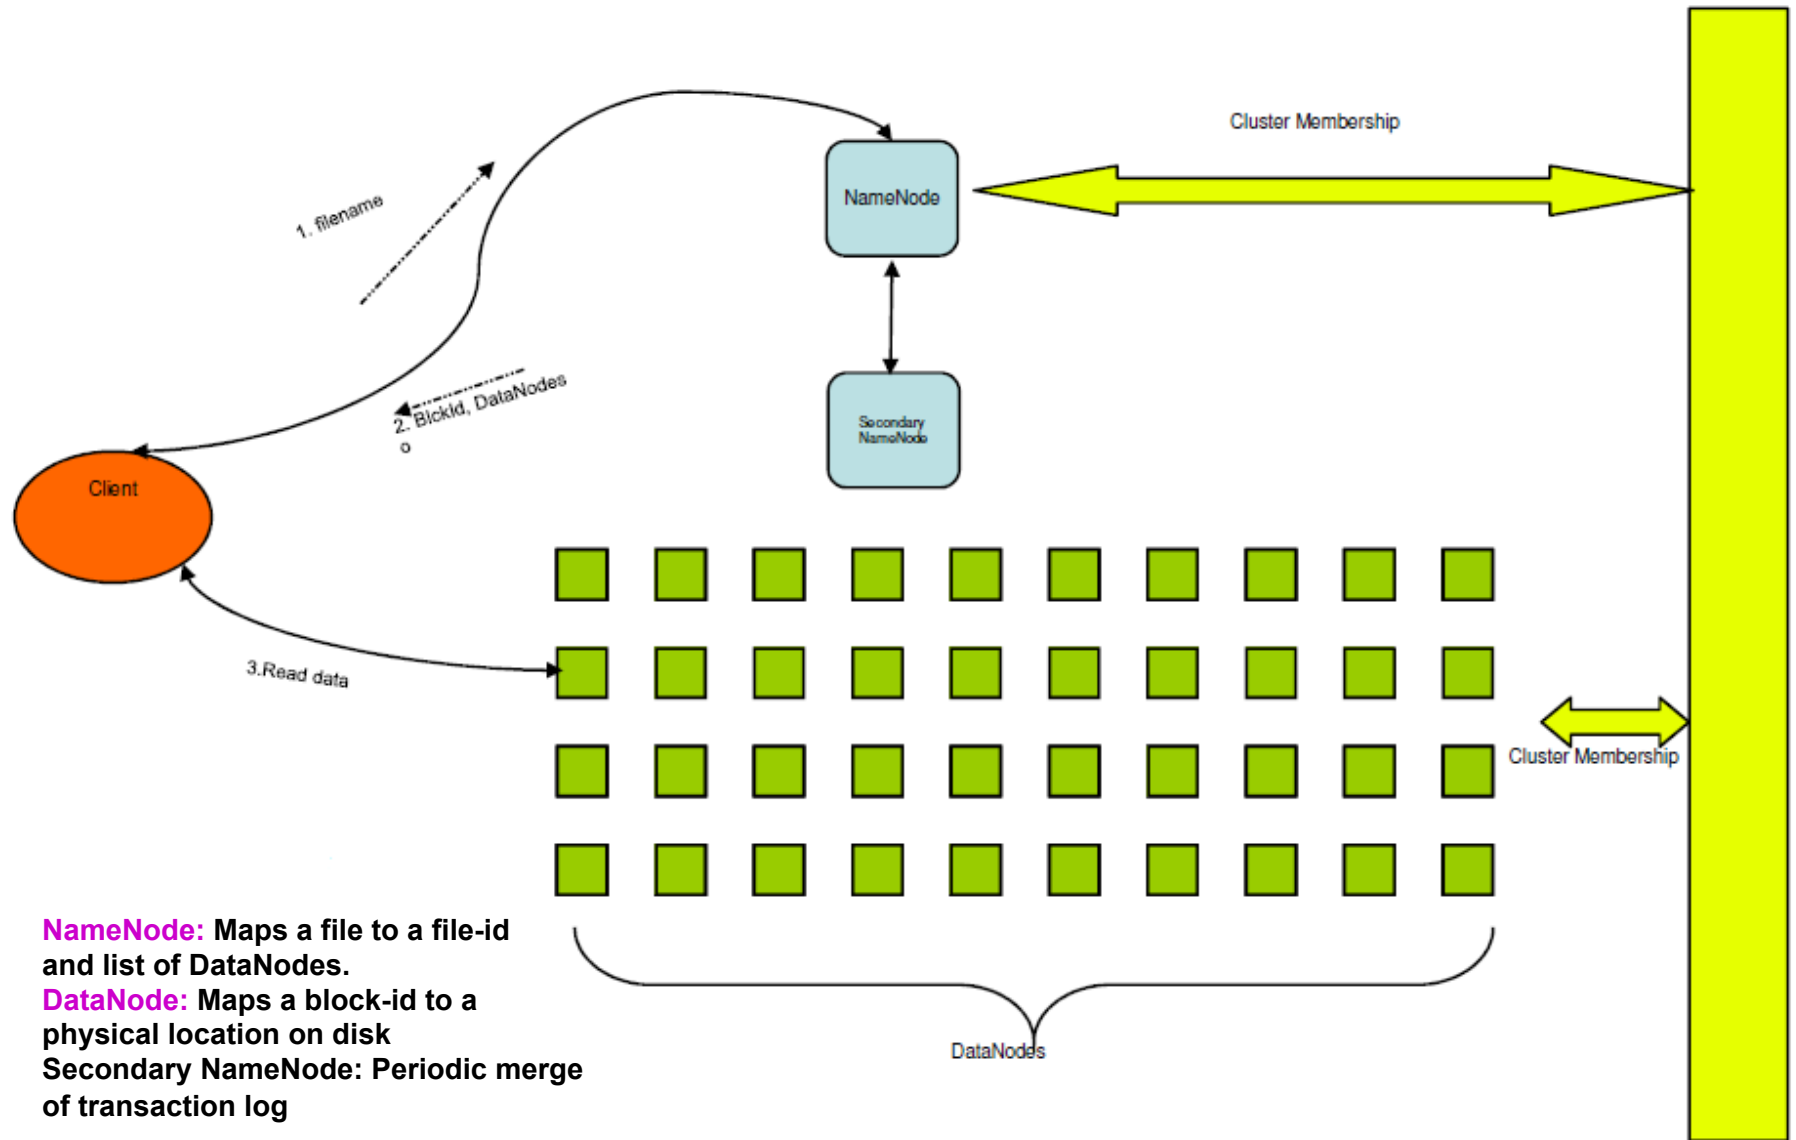 Cluster Membership
NameNode
1. filename
2. BlckId, DataNodes
o
Secondary
NameNode
Client
3.Read data
Cluster Membership
NameNode: Maps a file to a file-id
and list of DataNodes.
DataNode: Maps a block-id to a
physical location on disk
Secondary NameNode: Periodic merge
of transaction log
DataNodes